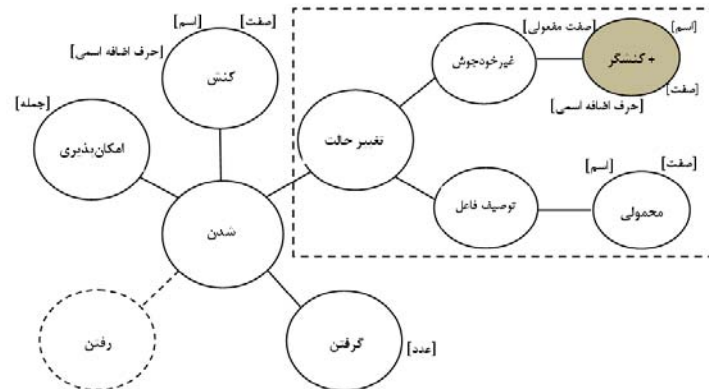 [صفت]
[اسم]
[حرف اضافه اسمی]
کنش
[جمله]
امکان‌پذیری
شدن
رفتن
گرفتن
[عدد]
تغییر حالت
غیرخودجوش
[صفت مفعولی]
[اسم]
+ کنشگر
[صفت]
[حرف اضافه اسمی]
توصیف فاعل
[اسم]
[صفت]
محمولی